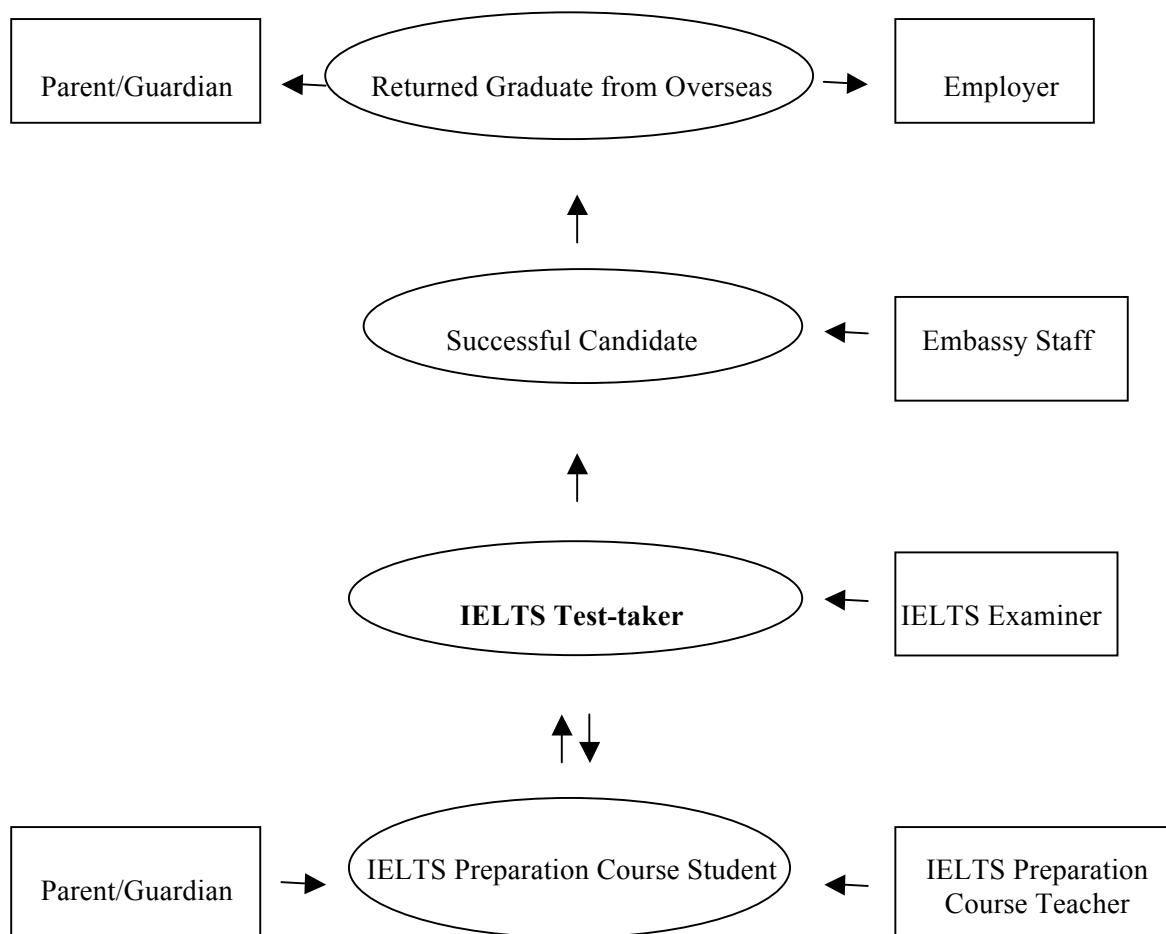 Parent/Guardian
Returned Graduate from Overseas
Employer
Successful Candidate
Embassy Staff
IELTS Test-taker
IELTS Examiner
Parent/Guardian
IELTS Preparation Course Student
IELTS Preparation
Course Teacher